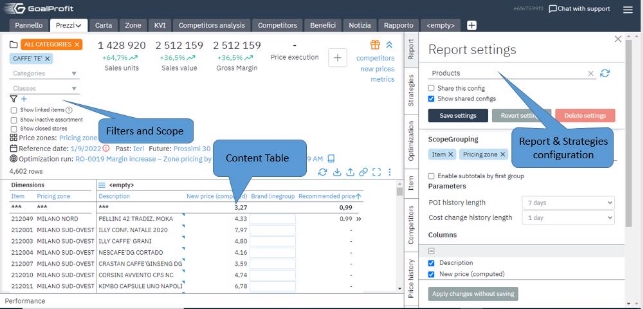 GoalProfit
Chat with support
Pannello
Prezzi
Carta
Zone
KVI
Competitors analysis
Competitors
Benefici
Notizia
Rapporto
<empty>
ALL CATEGORIES ×
CAFFE' TE' ×
Categories
Classes
Show linked items
Show inactive assortment
Show closed stores
Price zones: Pricing zone
Reference date: 1/9/2022 Past: Ieri Future: Prossimi 30
Optimization run: RO-0019 Margin increase – Zone pricing by
AM
4,602 rows
1 428 920
+64,7%
Sales units
2 512 159
+36,5%
Sales value
2 512 159
+36,5%
Gross Margin
-
Price execution
competitors
new prices
metrics
Filters and Scope
Content Table
Dimensions
<empty>
Item Pricing zone Description New price (computed) Brand linegroup Recommended price
*** *** *** 3,27 0,99
212049 MILANO NORD PELLINI 42 TRADIZ. MOKA 4,33 0,99
212001 MILANO SUD-OVEST ILLY CONF. NATALE 2020 7,97 -
212003 MILANO SUD-OVEST ILLY CAFFE' GRANI 4,80 -
212004 MILANO SUD-OVEST NESCAFE'DG CORTADO 4,16 -
212007 MILANO SUD-OVEST CRASTAN CAFFE'GINSENG DG 3,59 -
212010 MILANO SUD-OVEST CORSINI AVVENTO CPS NC 4,74 -
212011 MILANO SUD-OVEST KIMBO CAPSULE UNO NAPOLI 6,78 -
Performance
Report
Strategies
Optimization
Item
Competitors
Price history
Report settings
Products
Share this config
Show shared configs
Save settings
Revert
Delete settings
ScopeGrouping
Item ×
Pricing zone
Report & Strategies
configuration
Enable subtotals by first group
Parameters
POI history length 7 days
Cost change history length 1 day
Columns
Description
New price (computed)
Apply changes without saving